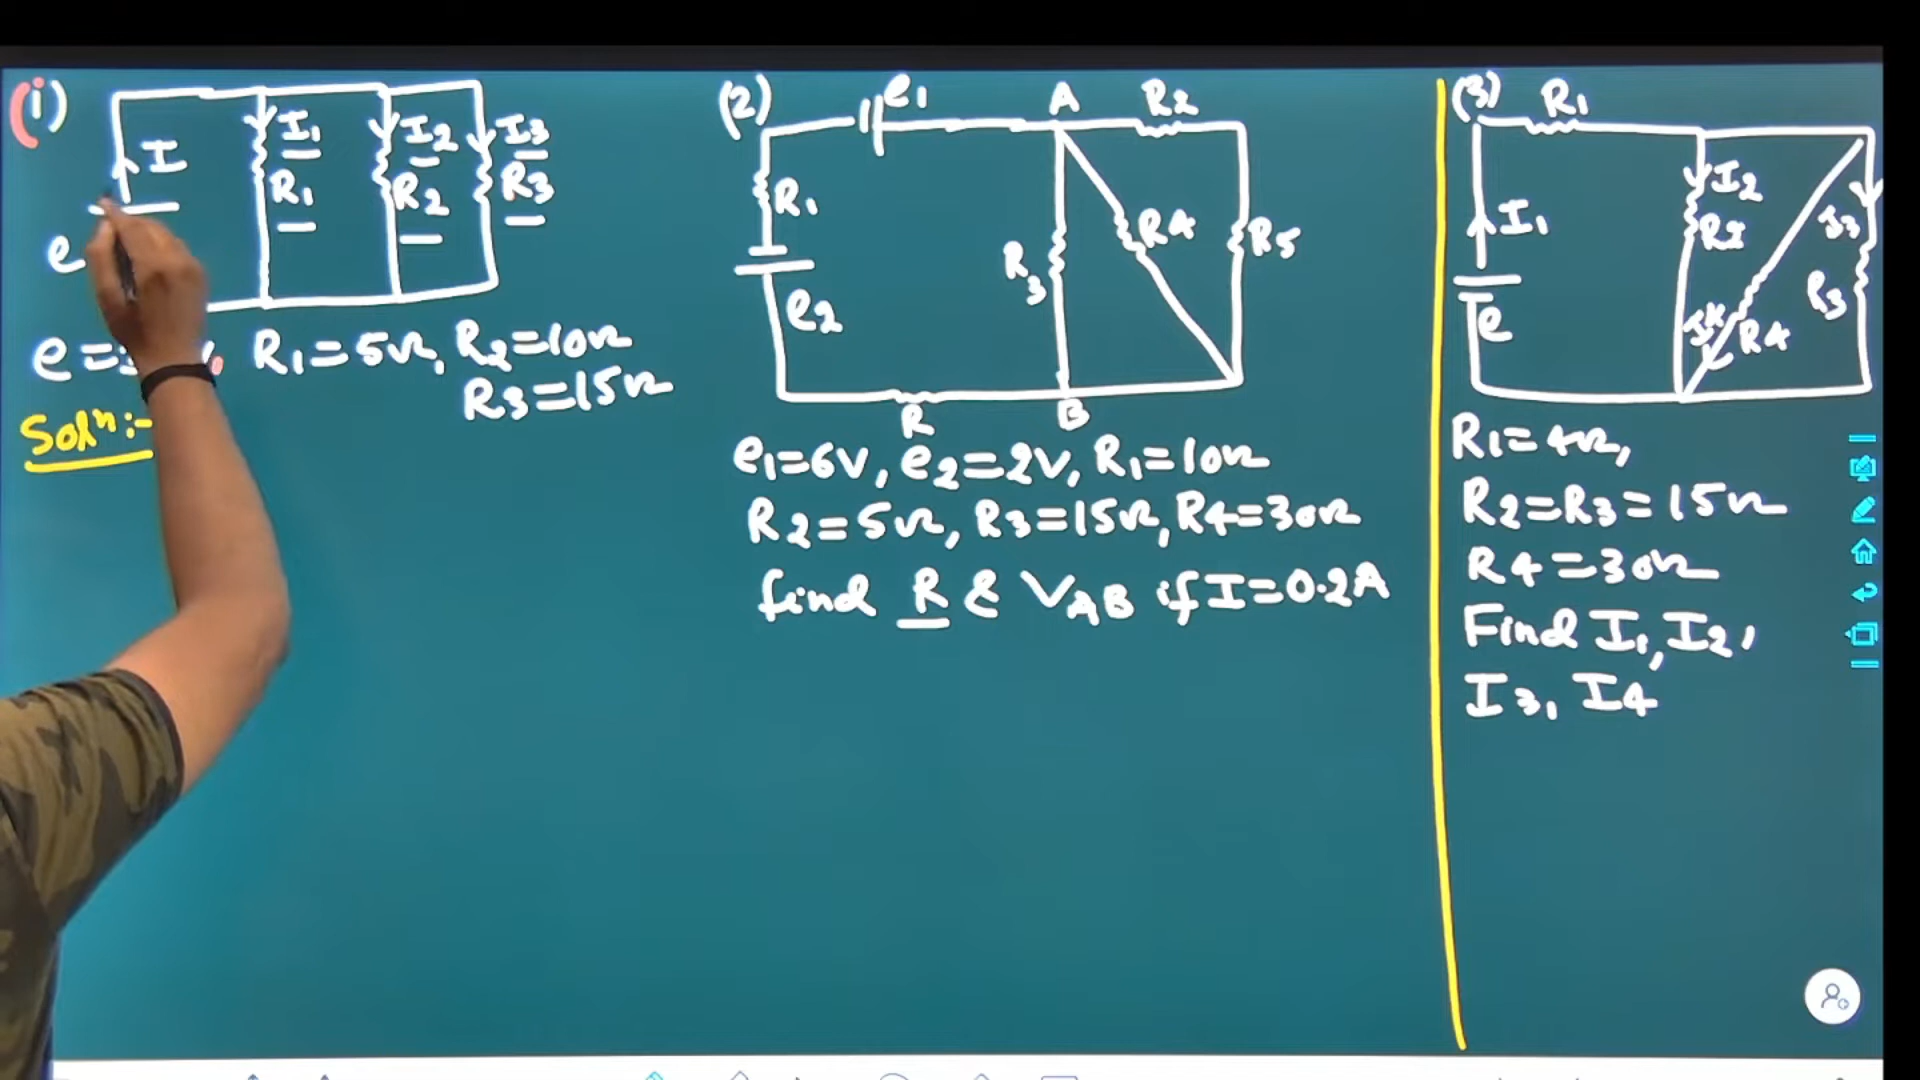 (i)
I I1 I2 I3
R1 R2 R3
e
e = R1=5Ω, R2=10Ω
R3=15Ω
Solⁿ:-
(2) e1 A R2
R1 R3 R4 R5
e2
R B
e1=6V, e2=2V, R1=10Ω
R2=5Ω, R3=15Ω, R4=30Ω
find R & VAB if I=0.2A
(3) R1
I1 I2 I3
R2 R3
e R4
R1=4Ω,
R2=R3=15Ω
R4=30Ω
Find I1, I2,
I3, I4